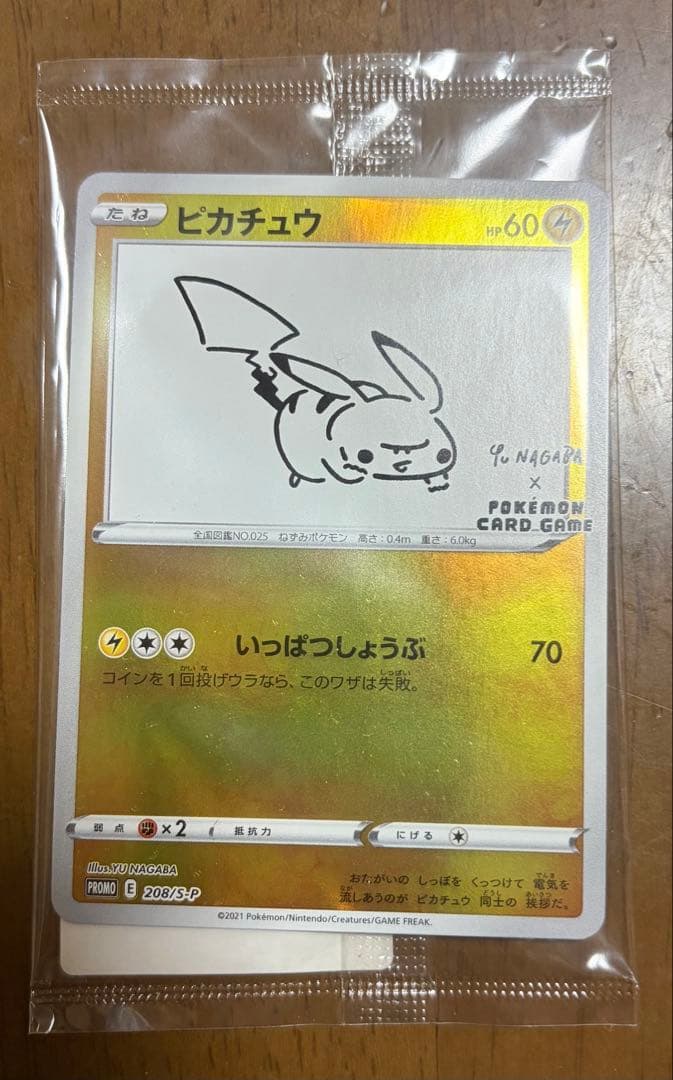 たね ピカチュウ HP60
Yu NAGABA
×
POKÉMON
CARD GAME
全国図鑑NO.025 ねずみポケモン 高さ:0.4m 重さ:6.0kg
いっぱつしょうぶ 70
コインを1回投げウラなら、このワザは失敗。
弱点 ×2 抵抗力 にげる
Illus. YU NAGABA
PROMO E 208/S-P
おたがいの しっぽを くっつけて 電気を
流しあうのが ピカチュウ 同士の 挨拶だ。
©2021 Pokémon/Nintendo/Creatures/GAME FREAK.